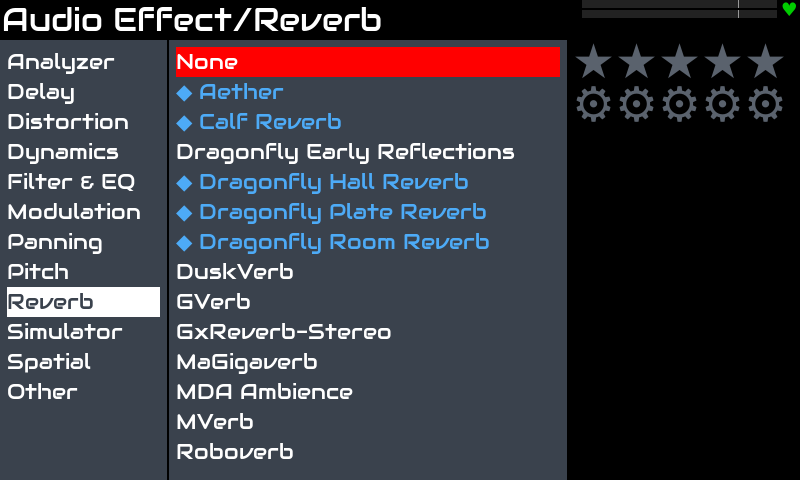 Audio Effect/Reverb
Analyzer
Delay
Distortion
Dynamics
Filter & EQ
Modulation
Panning
Pitch
Reverb
Simulator
Spatial
Other
None
◆ Aether
◆ Calf Reverb
Dragonfly Early Reflections
◆ Dragonfly Hall Reverb
◆ Dragonfly Plate Reverb
◆ Dragonfly Room Reverb
DuskVerb
GVerb
GxReverb-Stereo
MaGigaverb
MDA Ambience
MVerb
Roboverb